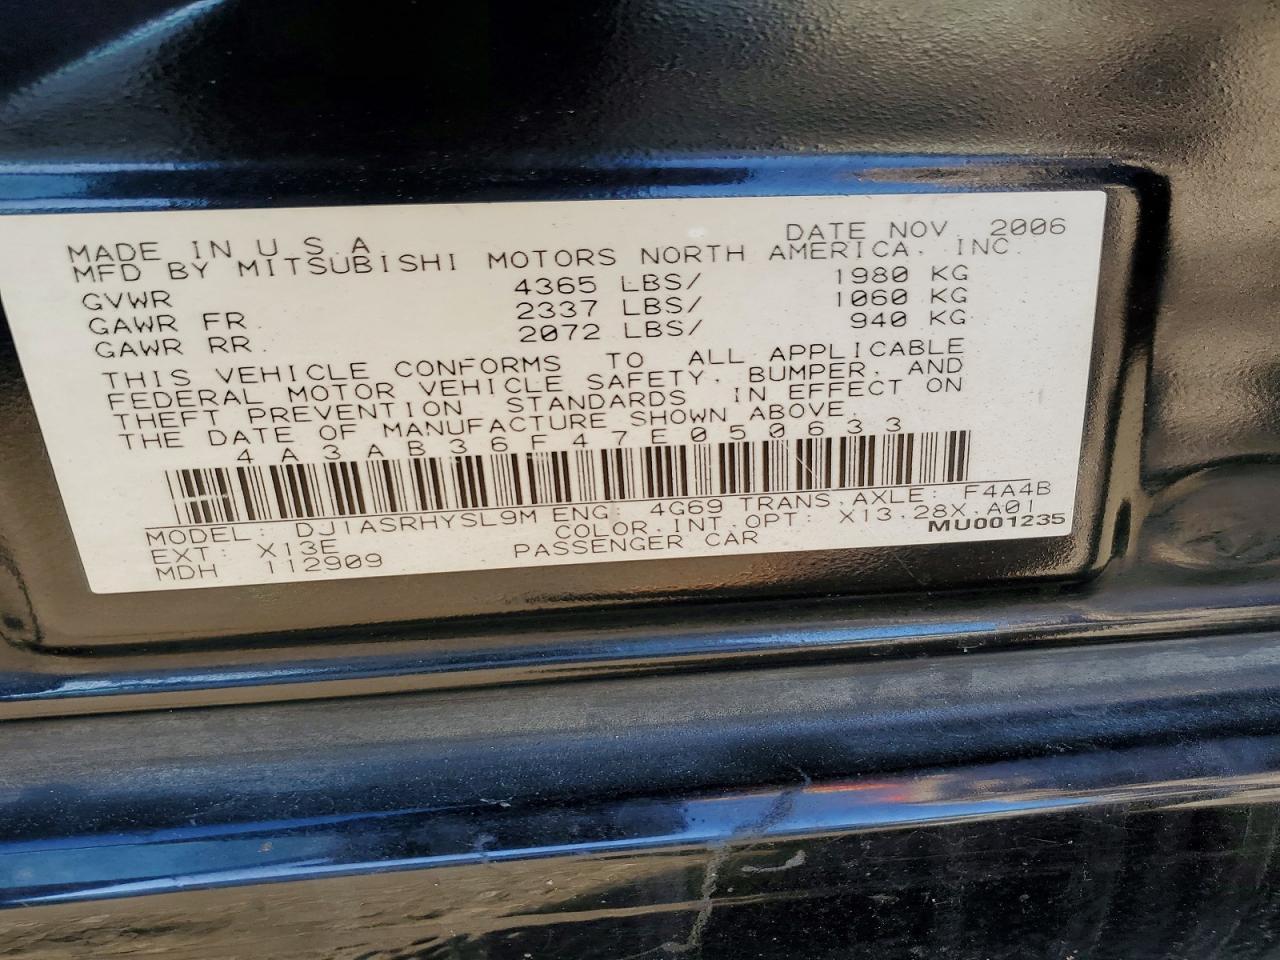 MADE IN U.S.A. DATE NOV. 2006
MFD BY MITSUBISHI MOTORS NORTH AMERICA, INC.
GVWR 4365 LBS/ 1980 KG
GAWR FR. 2337 LBS/ 1060 KG
GAWR RR. 2072 LBS/ 940 KG
THIS VEHICLE CONFORMS TO ALL APPLICABLE
FEDERAL MOTOR VEHICLE SAFETY, BUMPER, AND
THEFT PREVENTION STANDARDS IN EFFECT ON
THE DATE OF MANUFACTURE SHOWN ABOVE.
4A3AB36F47E050633
MODEL: DJ1ASRHYSL9M ENG: 4G69 TRANS.AXLE: F4A4B
EXT: X13E COLOR.INT.OPT: X13.28X.A01
MDH 112909 PASSENGER CAR MU001235